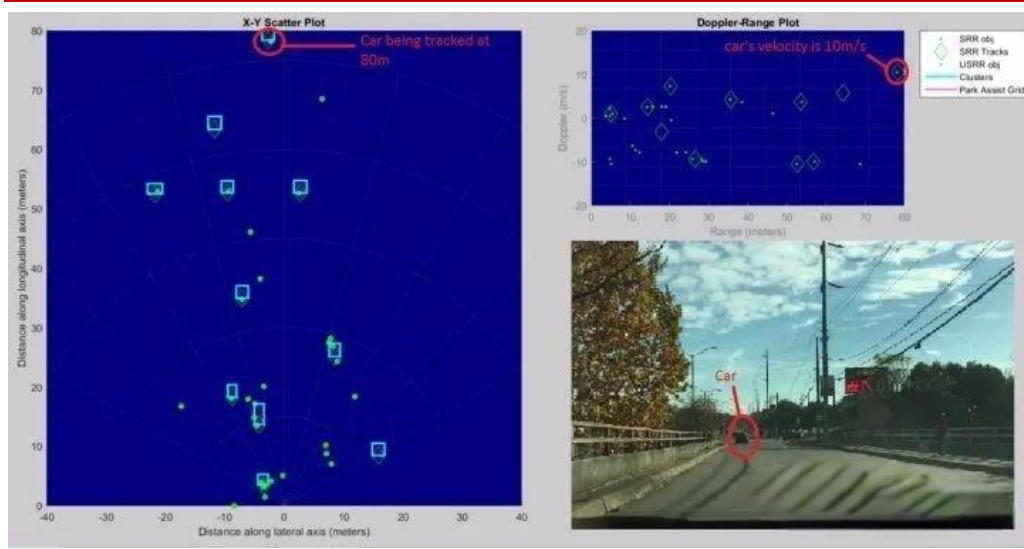 X-Y Scatter Plot
80
70
60
50
40
30
20
10
0
-40
-30
-20
-10
0
10
20
30
40
Distance along longitudinal axis (meters)
Distance along lateral axis (meters)
Car being tracked at
80m
Doppler-Range Plot
20
10
0
-10
-20
0
10
20
30
40
50
60
70
80
Doppler (m/s)
Range (meters)
car's velocity is 10m/s
SRR obj
SRR Tracks
USRR obj
Clusters
Park Assist Grid
Car